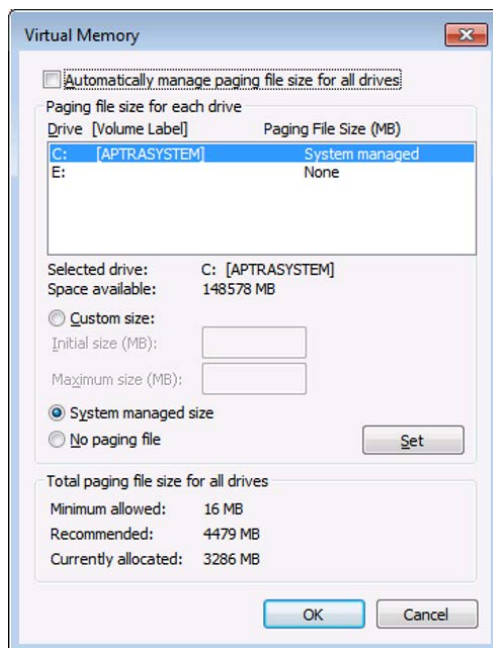 Virtual Memory
Automatically manage paging file size for all drives
Paging file size for each drive
Drive [Volume Label] Paging File Size (MB)
C: [APTRASYSTEM] System managed
E: None
Selected drive: C: [APTRASYSTEM]
Space available: 148578 MB
Custom size:
Initial size (MB):
Maximum size (MB):
System managed size
No paging file Set
Total paging file size for all drives
Minimum allowed: 16 MB
Recommended: 4479 MB
Currently allocated: 3286 MB
OK Cancel